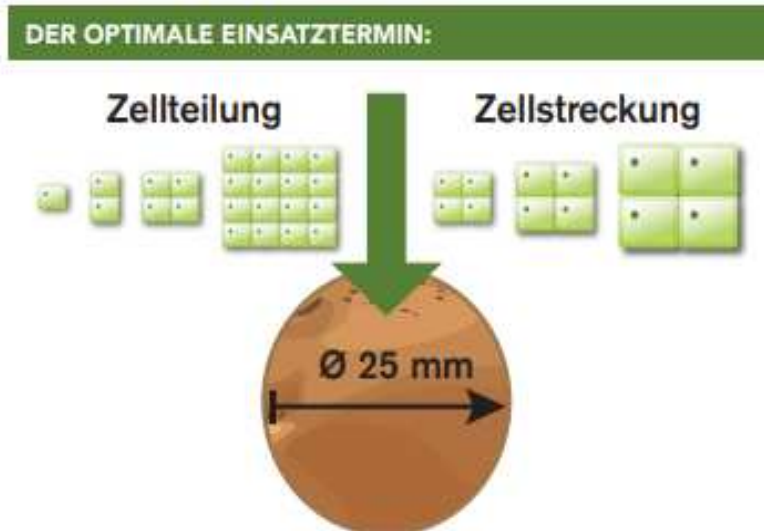 DER OPTIMALE EINSATZTERMIN:
Zellteilung
Zellstreckung
Ø 25 mm